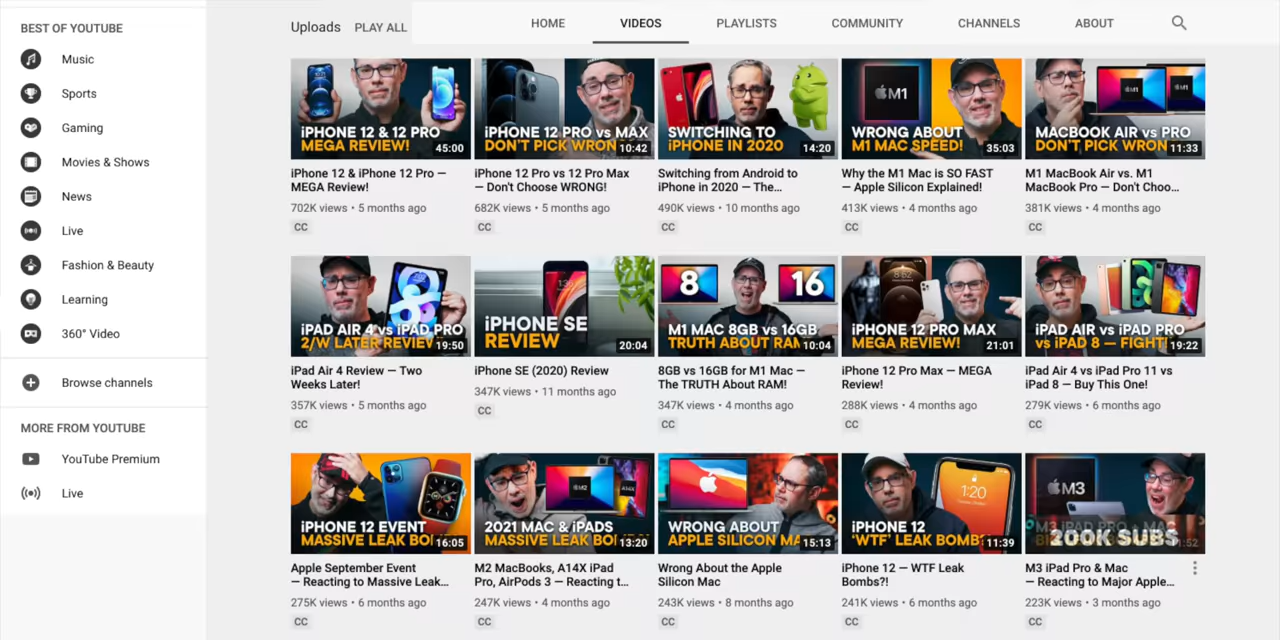 BEST OF YOUTUBE
Music
Sports
Gaming
Movies & Shows
News
Live
Fashion & Beauty
Learning
360° Video
Browse channels
MORE FROM YOUTUBE
YouTube Premium
Live
Uploads PLAY ALL
HOME VIDEOS PLAYLISTS COMMUNITY CHANNELS ABOUT
iPHONE 12 & 12 PRO
MEGA REVIEW!
45:00
iPhone 12 & iPhone 12 Pro —
MEGA Review!
702K views • 5 months ago
CC
iPHONE 12 PRO vs MAX
DON'T PICK WRON
10:42
iPhone 12 Pro vs 12 Pro Max
— Don't Choose WRONG!
682K views • 5 months ago
CC
SWITCHING TO
iPHONE IN 2020
14:20
Switching from Android to
iPhone in 2020 — The...
490K views • 10 months ago
CC
M1
WRONG ABOUT
M1 MAC SPEED!
35:03
Why the M1 Mac is SO FAST
— Apple Silicon Explained!
413K views • 4 months ago
CC
M1
M1
MACBOOK AIR vs PRO
DON'T PICK WRON
11:33
M1 MacBook Air vs. M1
MacBook Pro — Don't Choo...
381K views • 4 months ago
CC
iPAD AIR 4 vs iPAD PRO
2/W LATER REVIEW
19:50
iPad Air 4 Review — Two
Weeks Later!
357K views • 5 months ago
CC
iPHONE SE
REVIEW
20:04
iPhone SE (2020) Review
347K views • 11 months ago
CC
8 16
M1 MAC 8GB vs 16GB
TRUTH ABOUT RAM
10:04
8GB vs 16GB for M1 Mac —
The TRUTH About RAM!
347K views • 4 months ago
CC
8:52
iPHONE 12 PRO MAX
MEGA REVIEW!
21:01
iPhone 12 Pro Max — MEGA
Review!
288K views • 4 months ago
CC
iPAD AIR vs iPAD PRO
vs iPAD 8 — FIGHT!
19:22
iPad Air 4 vs iPad Pro 11 vs
iPad 8 — Buy This One!
279K views • 6 months ago
CC
iPHONE 12 EVENT
MASSIVE LEAK BO
16:05
Apple September Event
— Reacting to Massive Leak...
275K views • 6 months ago
CC
M2
A14X
2021 MAC & iPADS
MASSIVE LEAK BO
13:20
M2 MacBooks, A14X iPad
Pro, AirPods 3 — Reacting t...
247K views • 4 months ago
CC
WRONG ABOUT
APPLE SILICON MA
15:13
Wrong About the Apple
Silicon Mac
243K views • 8 months ago
CC
1:20
iPHONE 12
'WTF' LEAK BOMBS
11:39
iPhone 12 — WTF Leak
Bombs?!
241K views • 6 months ago
CC
M3
M3 iPAD PRO + MAC
200K SUBS
:52
M3 iPad Pro & Mac
— Reacting to Major Apple...
223K views • 3 months ago
CC